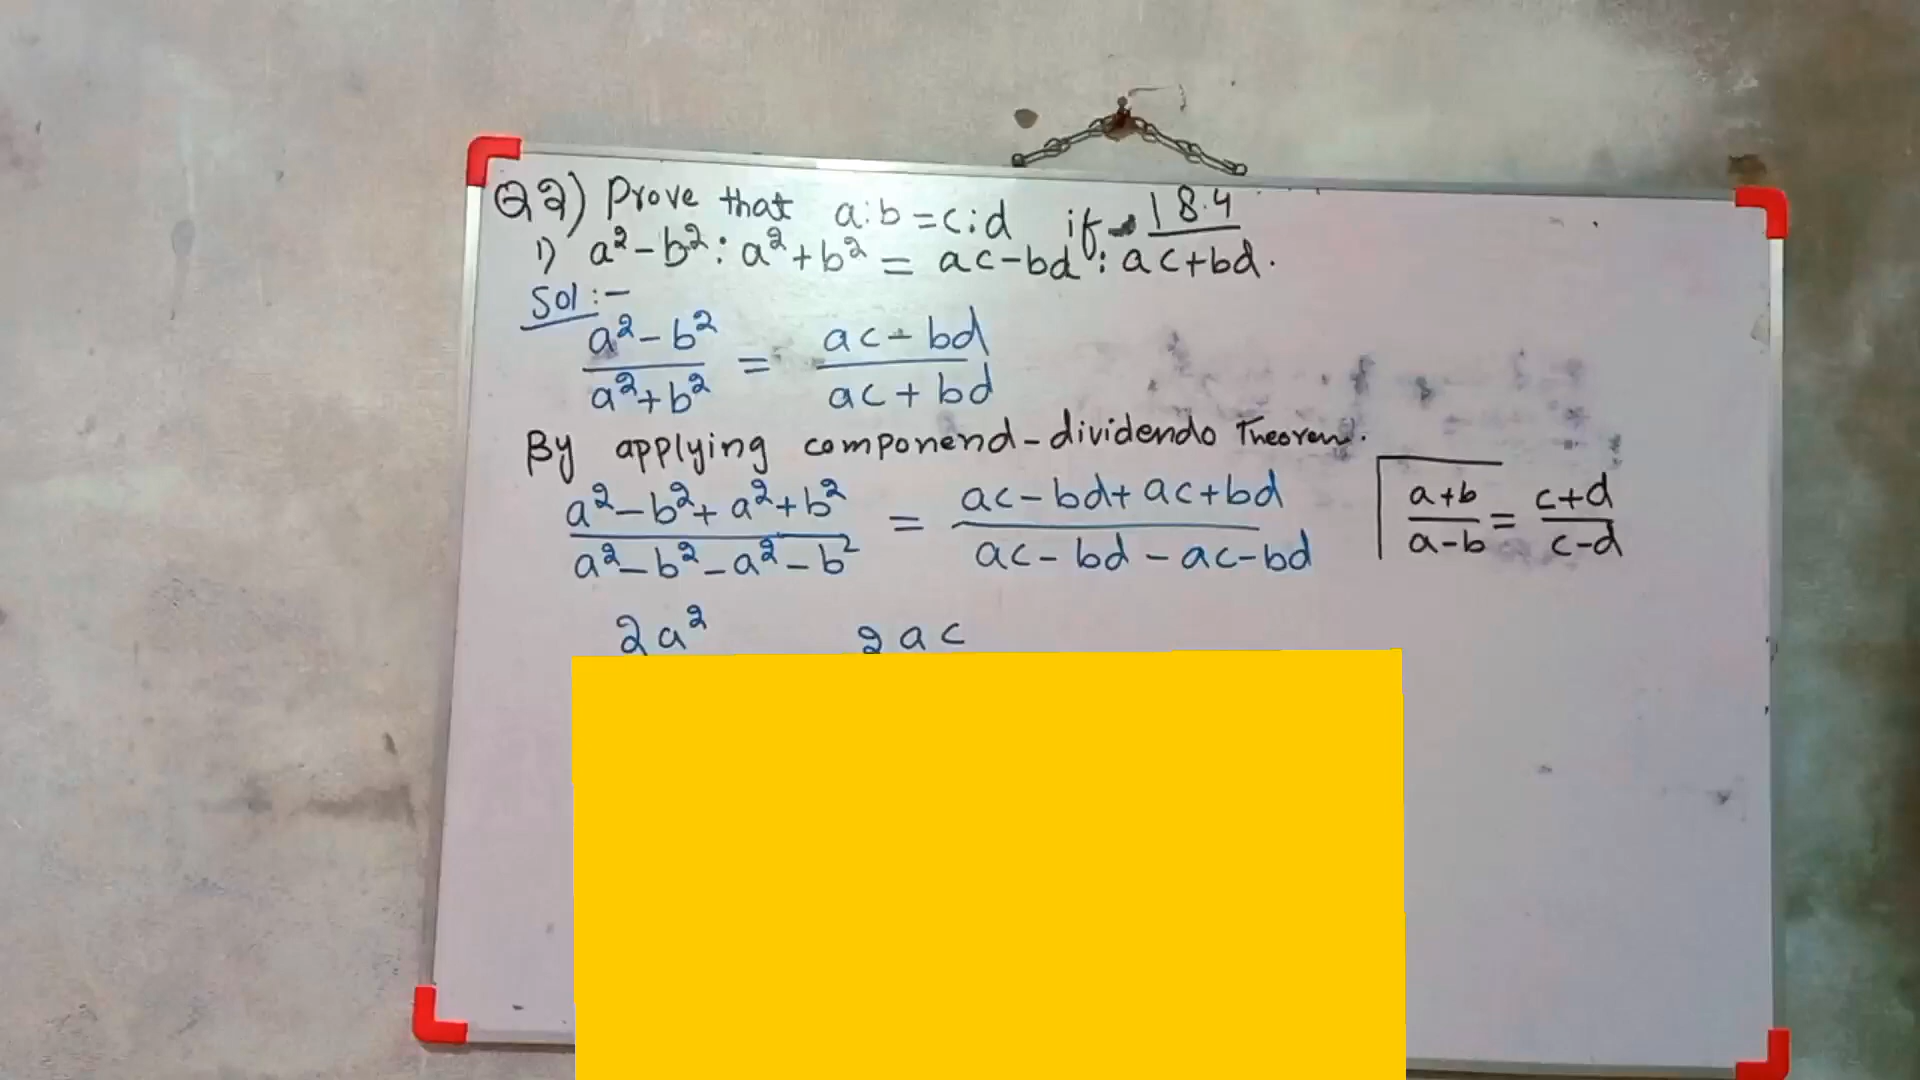 Q2) Prove that a:b = c:d if 18.4
1) a²-b² : a²+b² = ac-bd : ac+bd.
Sol:-
a²-b² / a²+b² = ac-bd / ac+bd
By applying componend-dividendo Theorem.
a²-b²+a²+b² / a²-b²-a²-b² = ac-bd+ac+bd / ac-bd-ac-bd
a+b / a-b = c+d / c-d
2a² 2ac